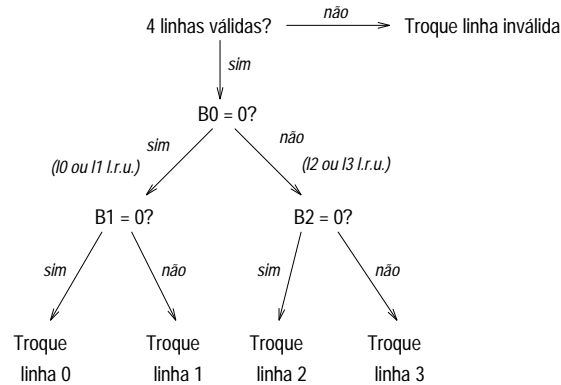 4 linhas válidas?
não
Troque linha inválida
sim
B0 = 0?
sim
não
(l0 ou l1 l.r.u.)
(l2 ou l3 l.r.u.)
B1 = 0?
B2 = 0?
sim
não
sim
não
Troque
linha 0
Troque
linha 1
Troque
linha 2
Troque
linha 3